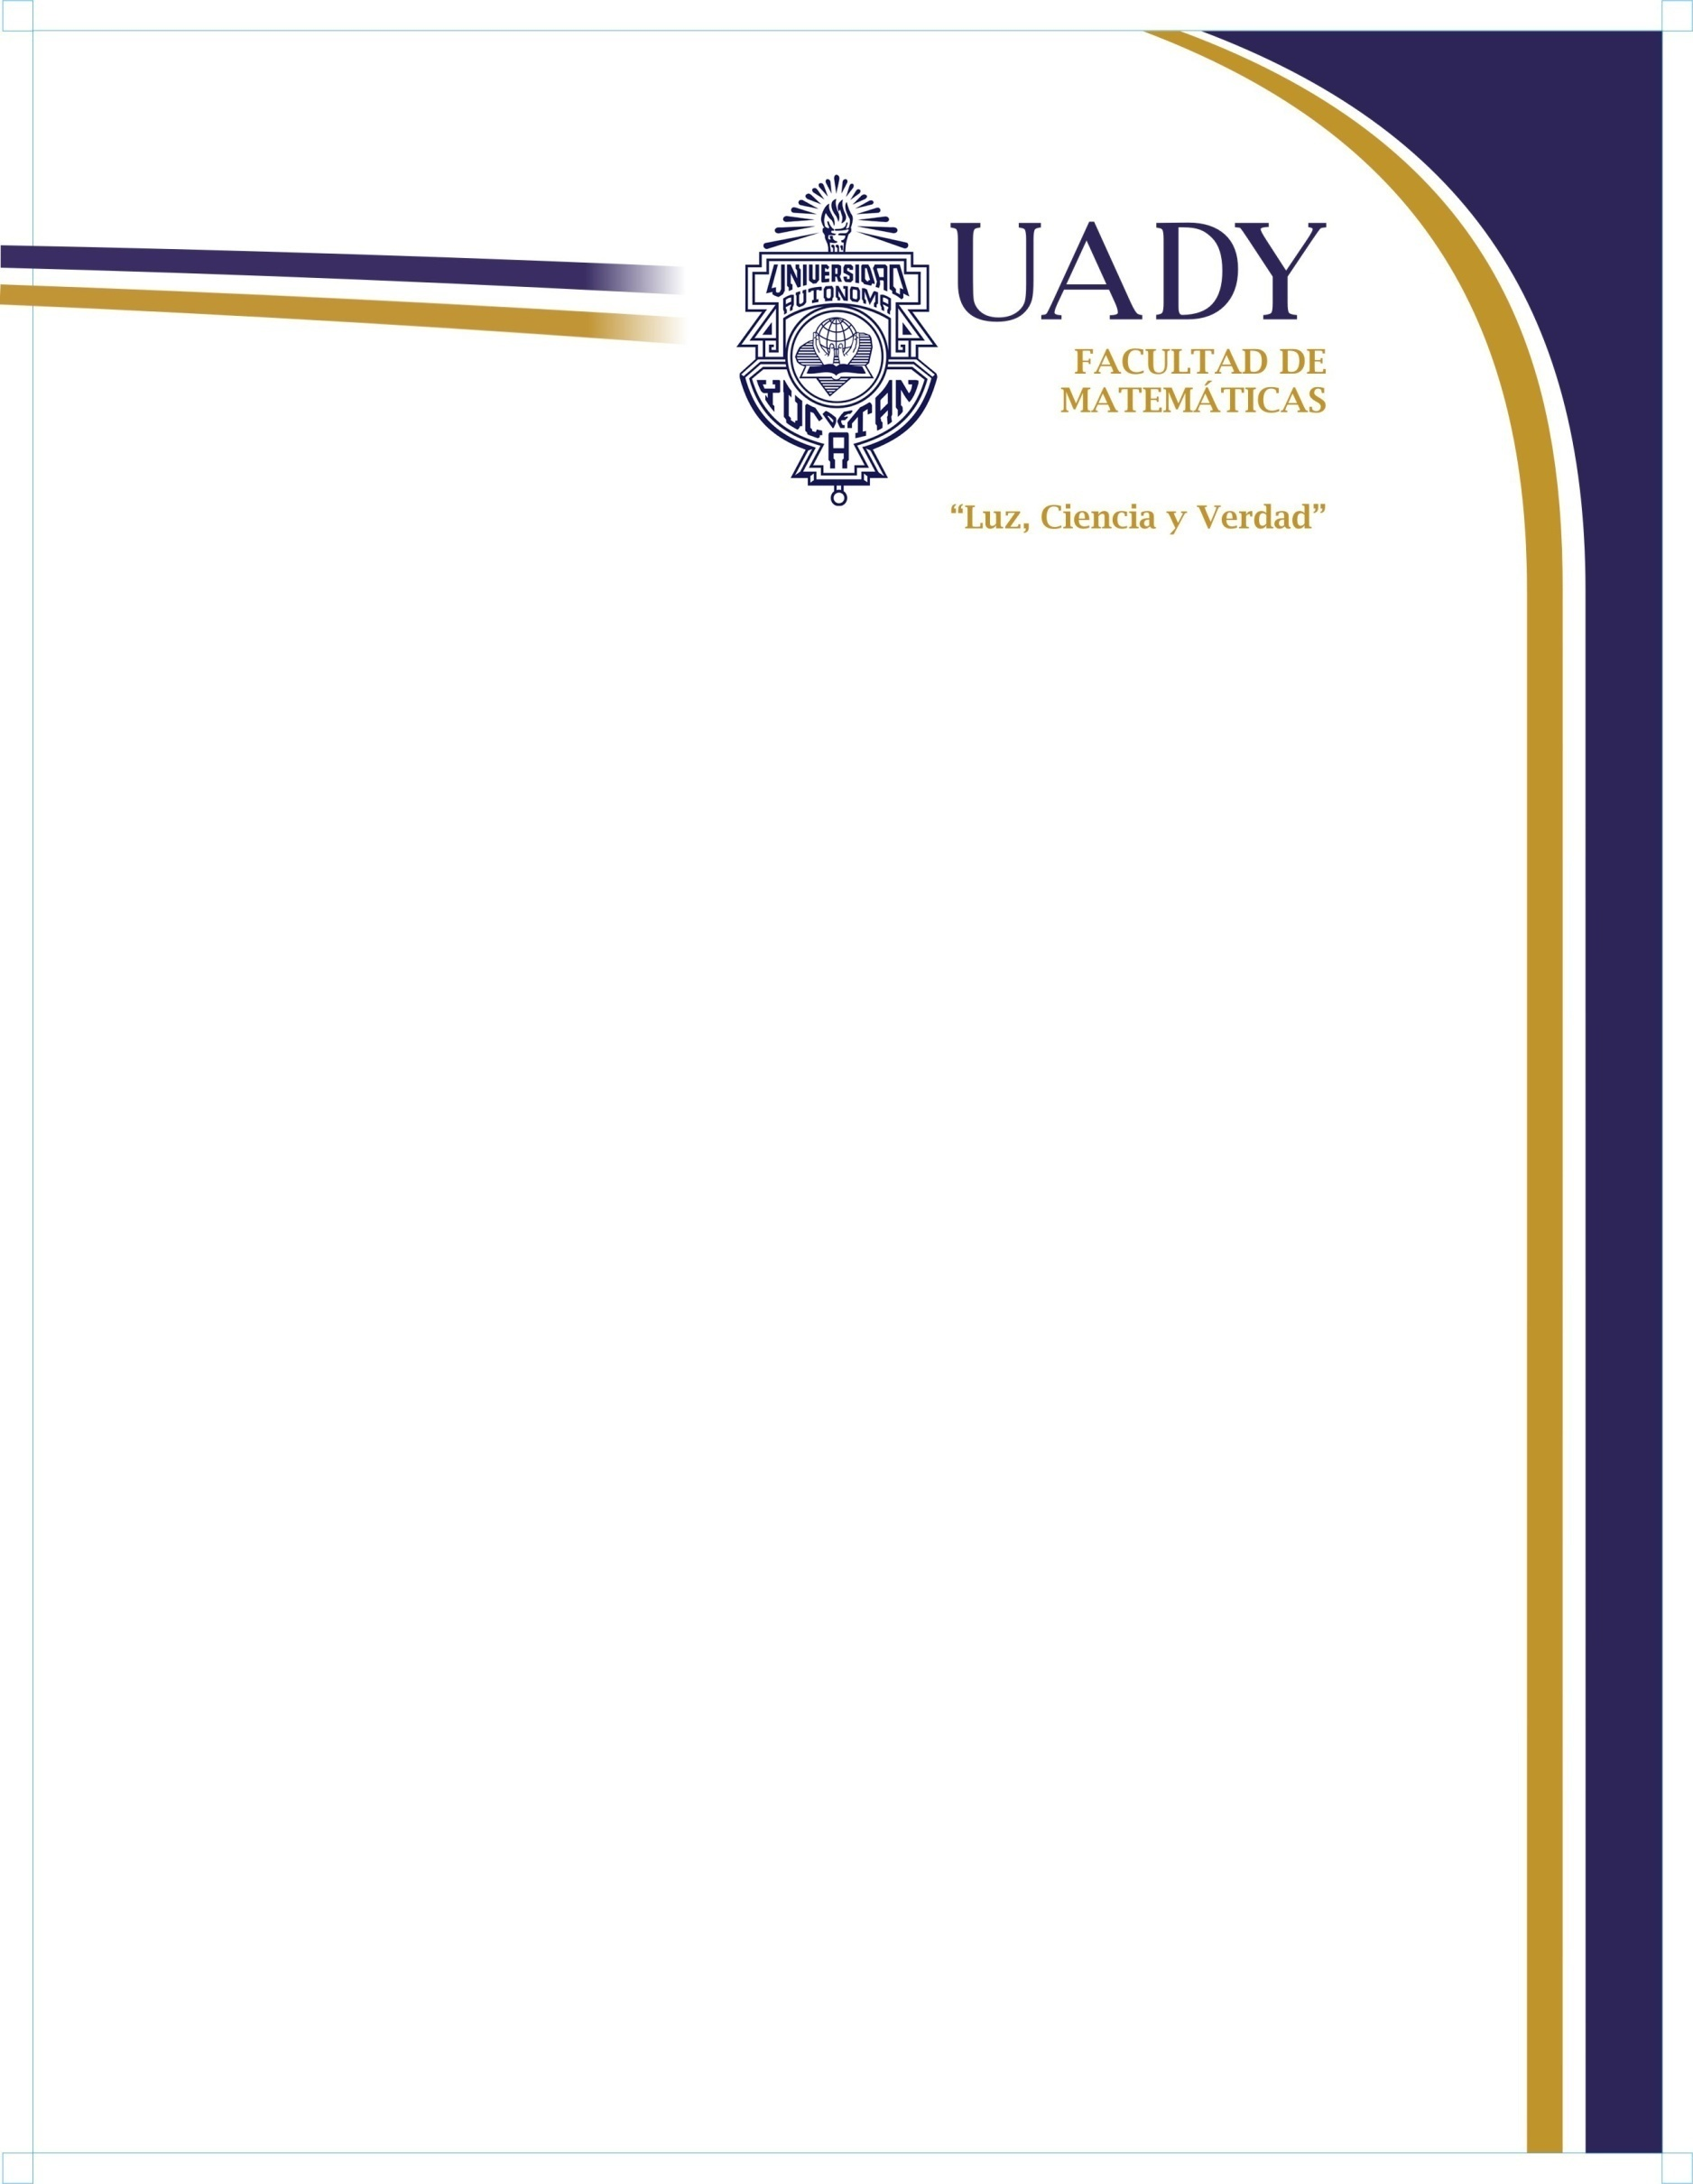 UNIVERSIDAD
AUTONOMA
YUCATAN
UADY
FACULTAD DE
MATEMÁTICAS
“Luz, Ciencia y Verdad”